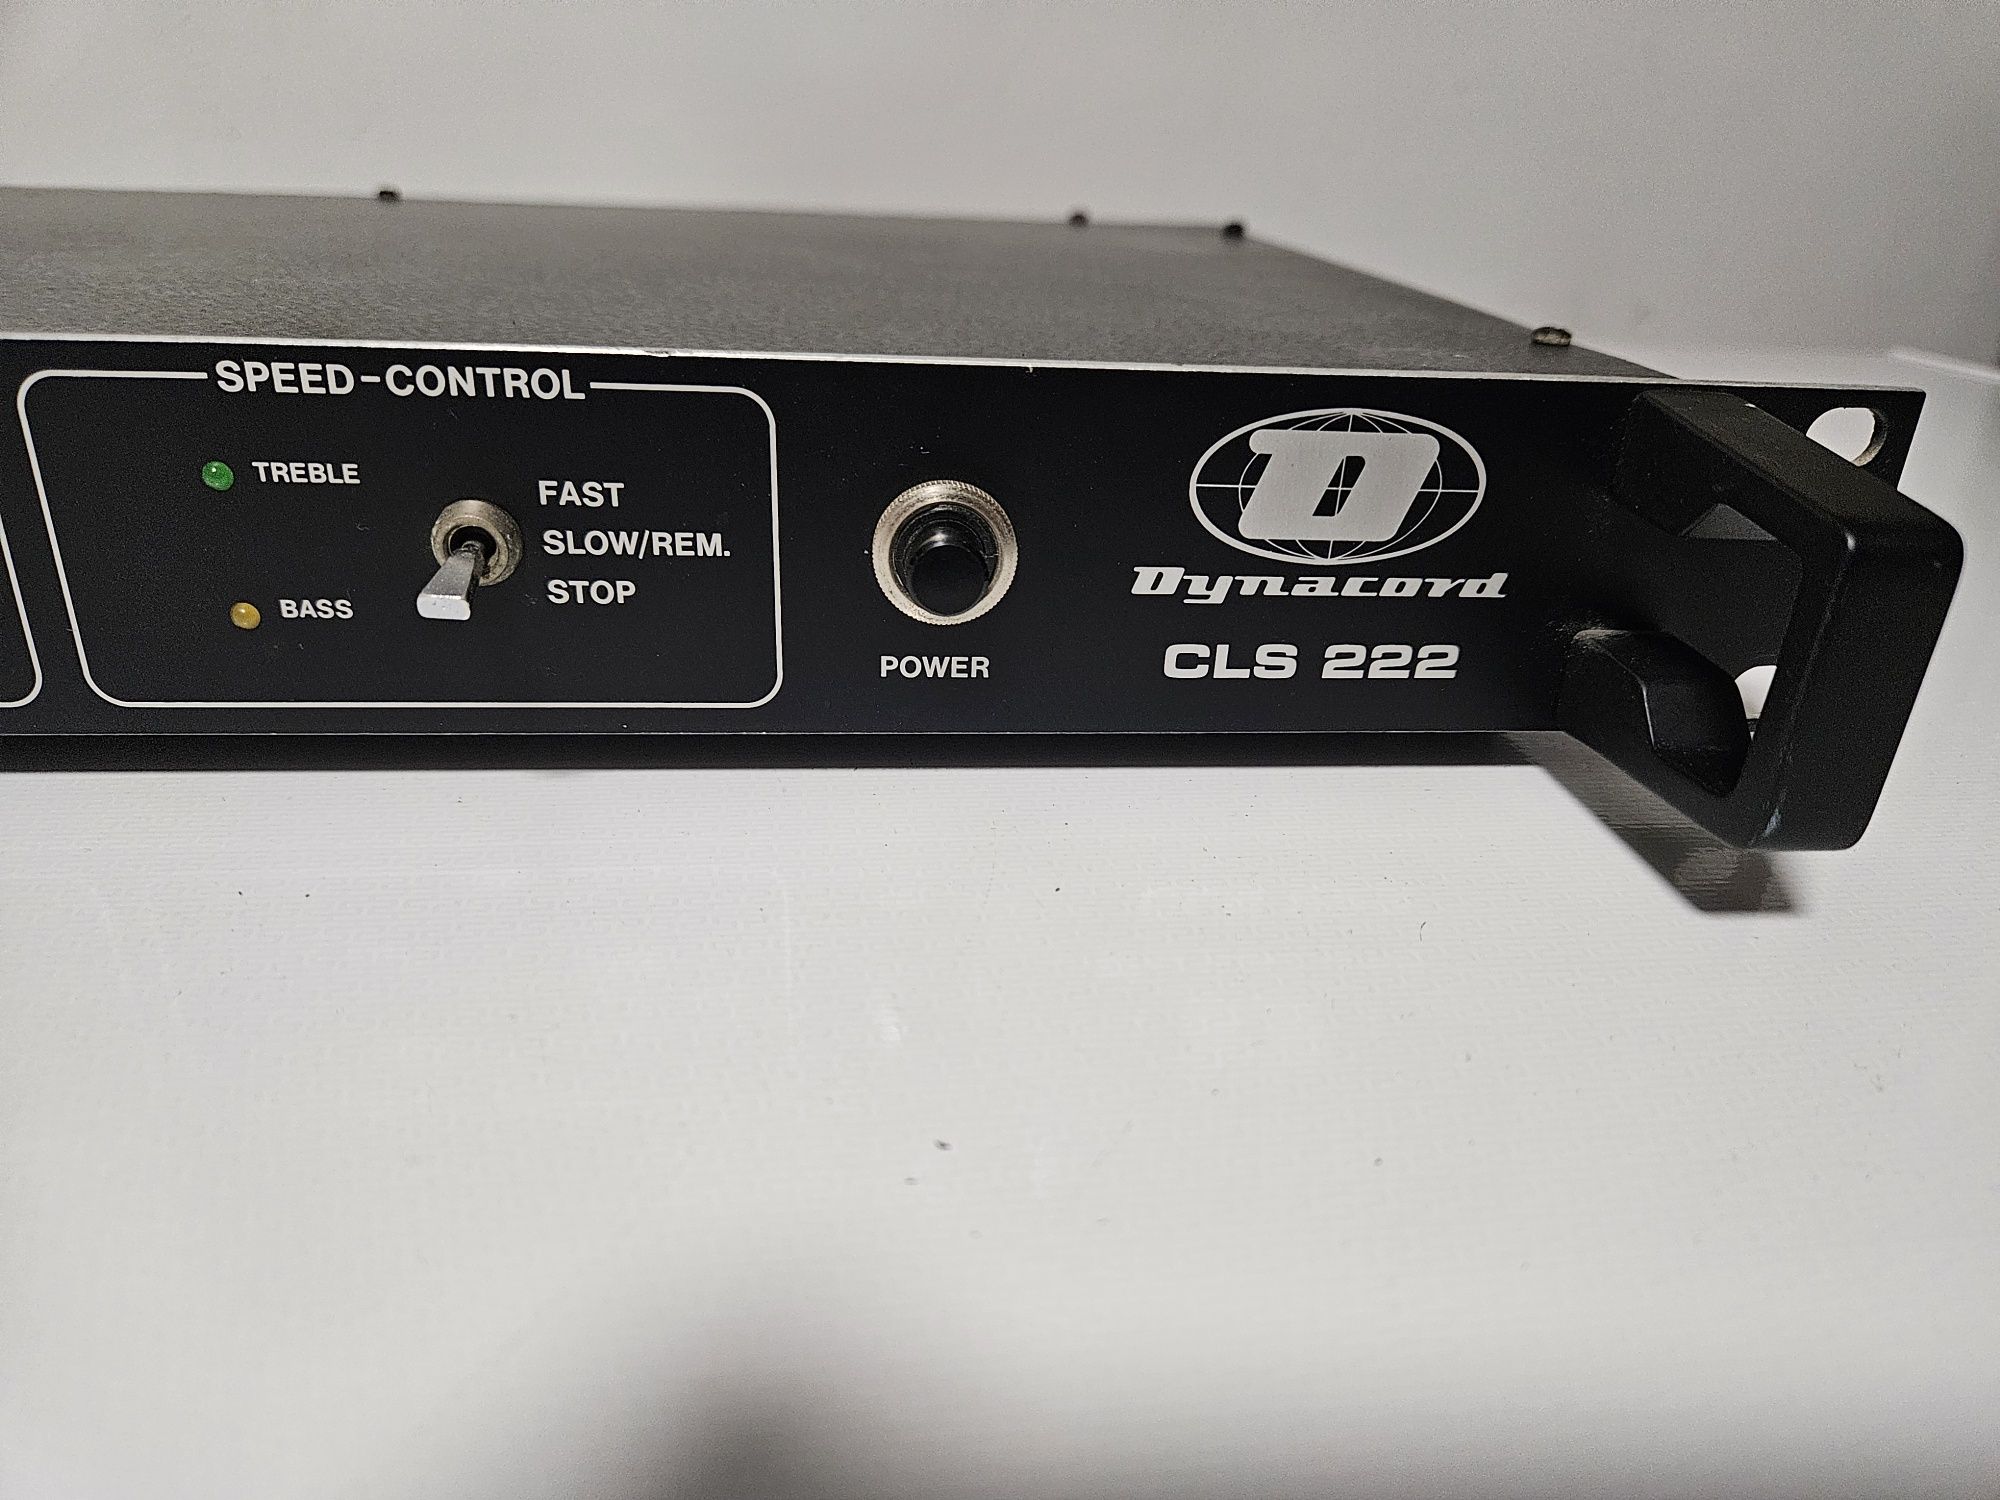 SPEED-CONTROL
TREBLE
BASS
FAST
SLOW/REM.
STOP
POWER
D
Dynacord
CLS 222